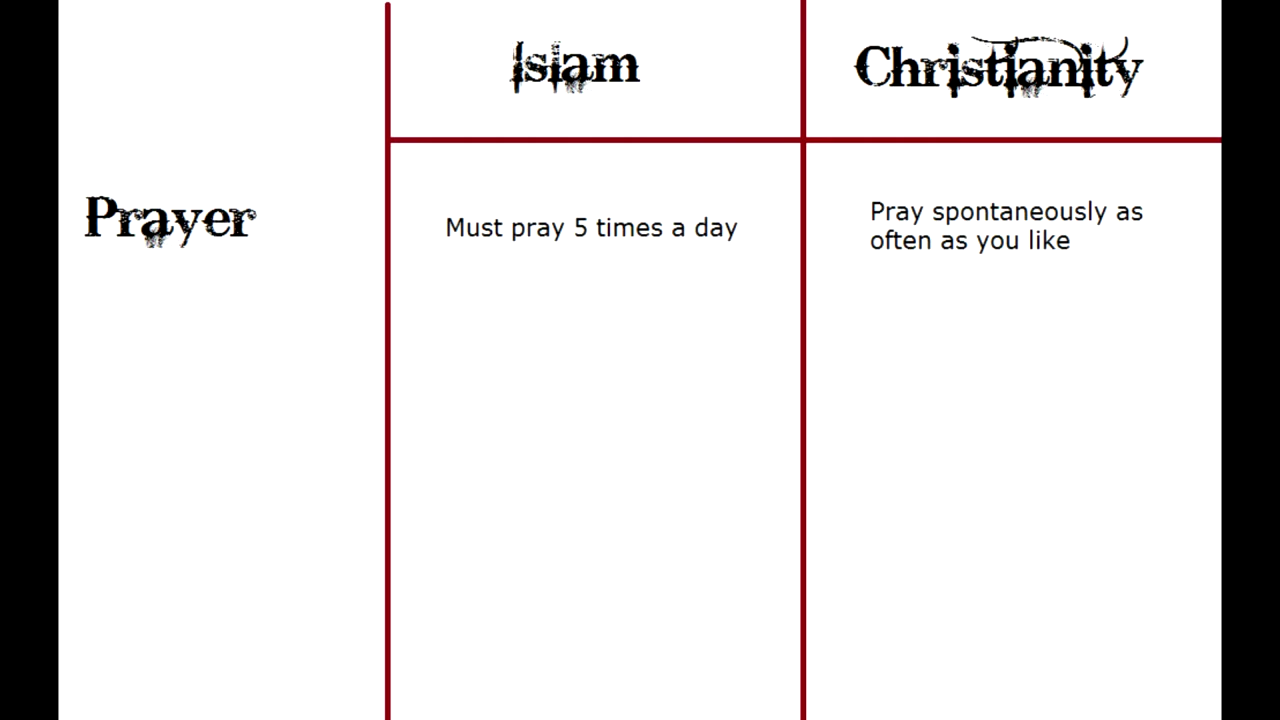 Islam
Christianity
Prayer
Must pray 5 times a day
Pray spontaneously as
often as you like